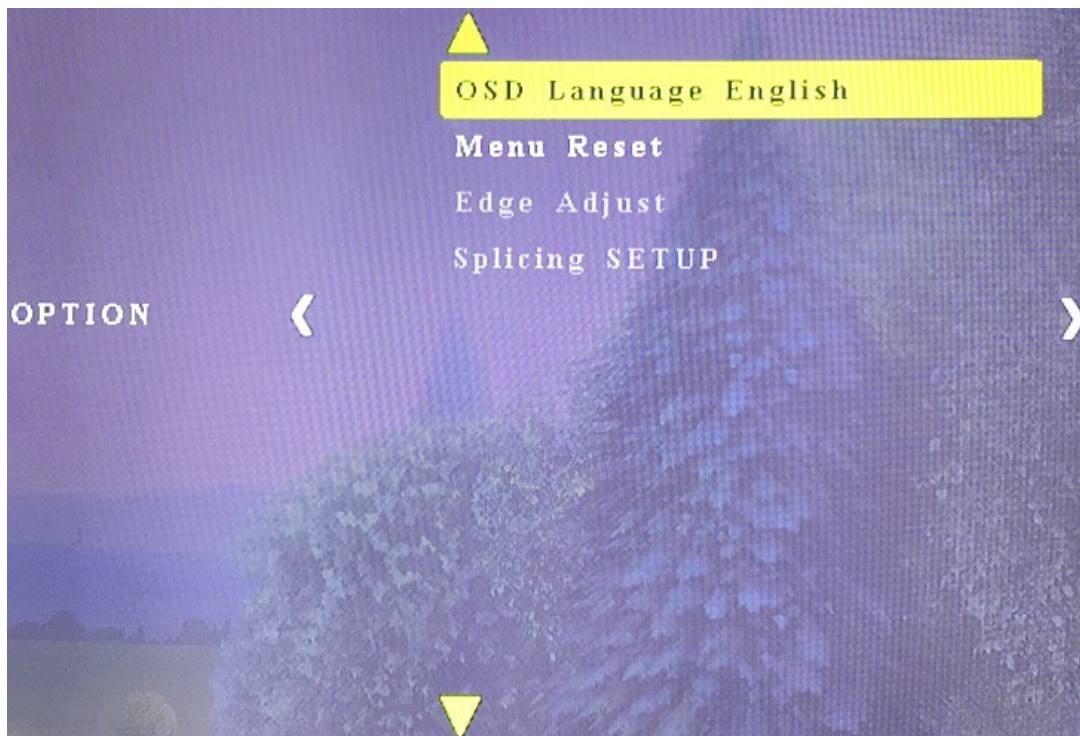 OSD Language English
Menu Reset
Edge Adjust
Splicing SETUP
OPTION